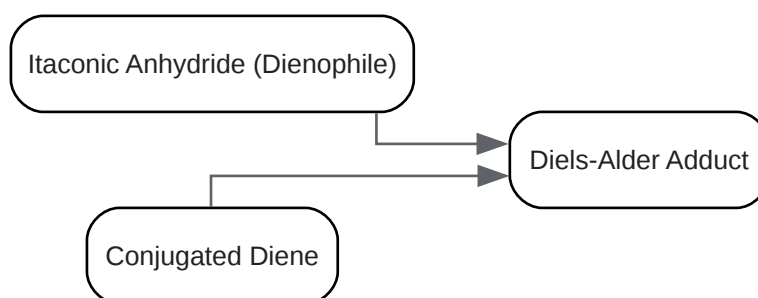 Itaconic Anhydride (Dienophile)
Diels-Alder Adduct
Conjugated Diene